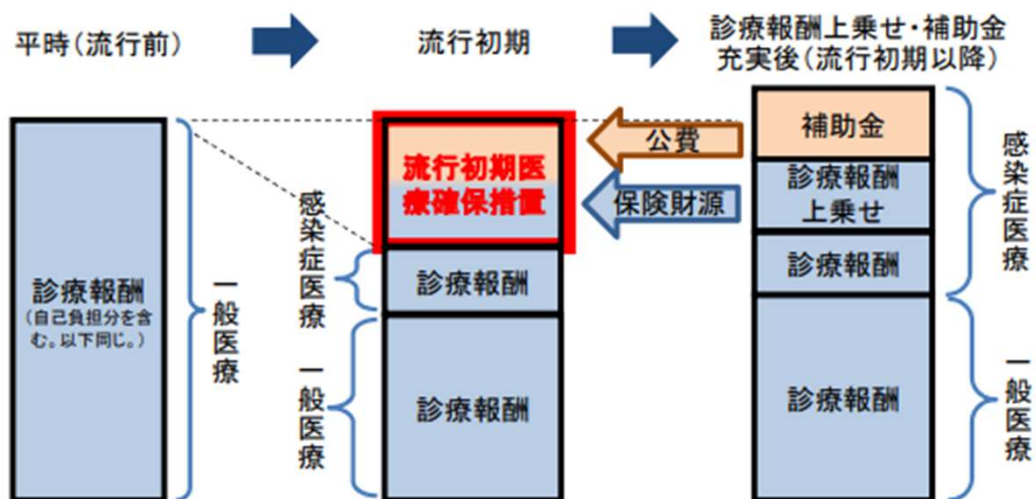 平時(流行前)
流行初期
診療報酬上乗せ・補助金
充実後(流行初期以降)
診療報酬
(自己負担分を含
む。以下同じ。)
一般医療
流行初期医
療確保措置
感染症医療
診療報酬
一般医療
診療報酬
公費
保険財源
補助金
診療報酬
上乗せ
診療報酬
感染症医療
診療報酬
一般医療